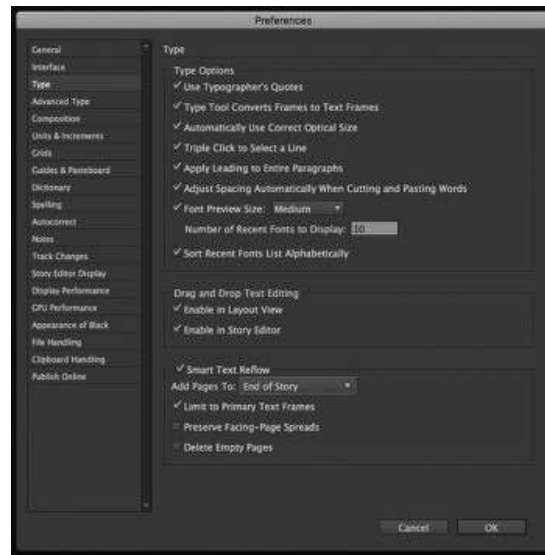 Preferences
General
Interface
Type
Advanced Type
Composition
Units & Increments
Grids
Guides & Pasteboard
Dictionary
Spelling
Autocorrect
Notes
Track Changes
Story Editor Display
Display Performance
GPU Performance
Appearance of Black
File Handling
Clipboard Handling
Publish Online
Type
Type Options
Use Typographer's Quotes
Type Tool Converts Frames to Text Frames
Automatically Use Correct Optical Size
Triple Click to Select a Line
Apply Leading to Entire Paragraphs
Adjust Spacing Automatically When Cutting and Pasting Words
Font Preview Size: Medium
Number of Recent Fonts to Display: 10
Sort Recent Fonts List Alphabetically
Drag and Drop Text Editing
Enable in Layout View
Enable in Story Editor
Smart Text Reflow
Add Pages To: End of Story
Limit to Primary Text Frames
Preserve Facing-Page Spreads
Delete Empty Pages
Cancel OK